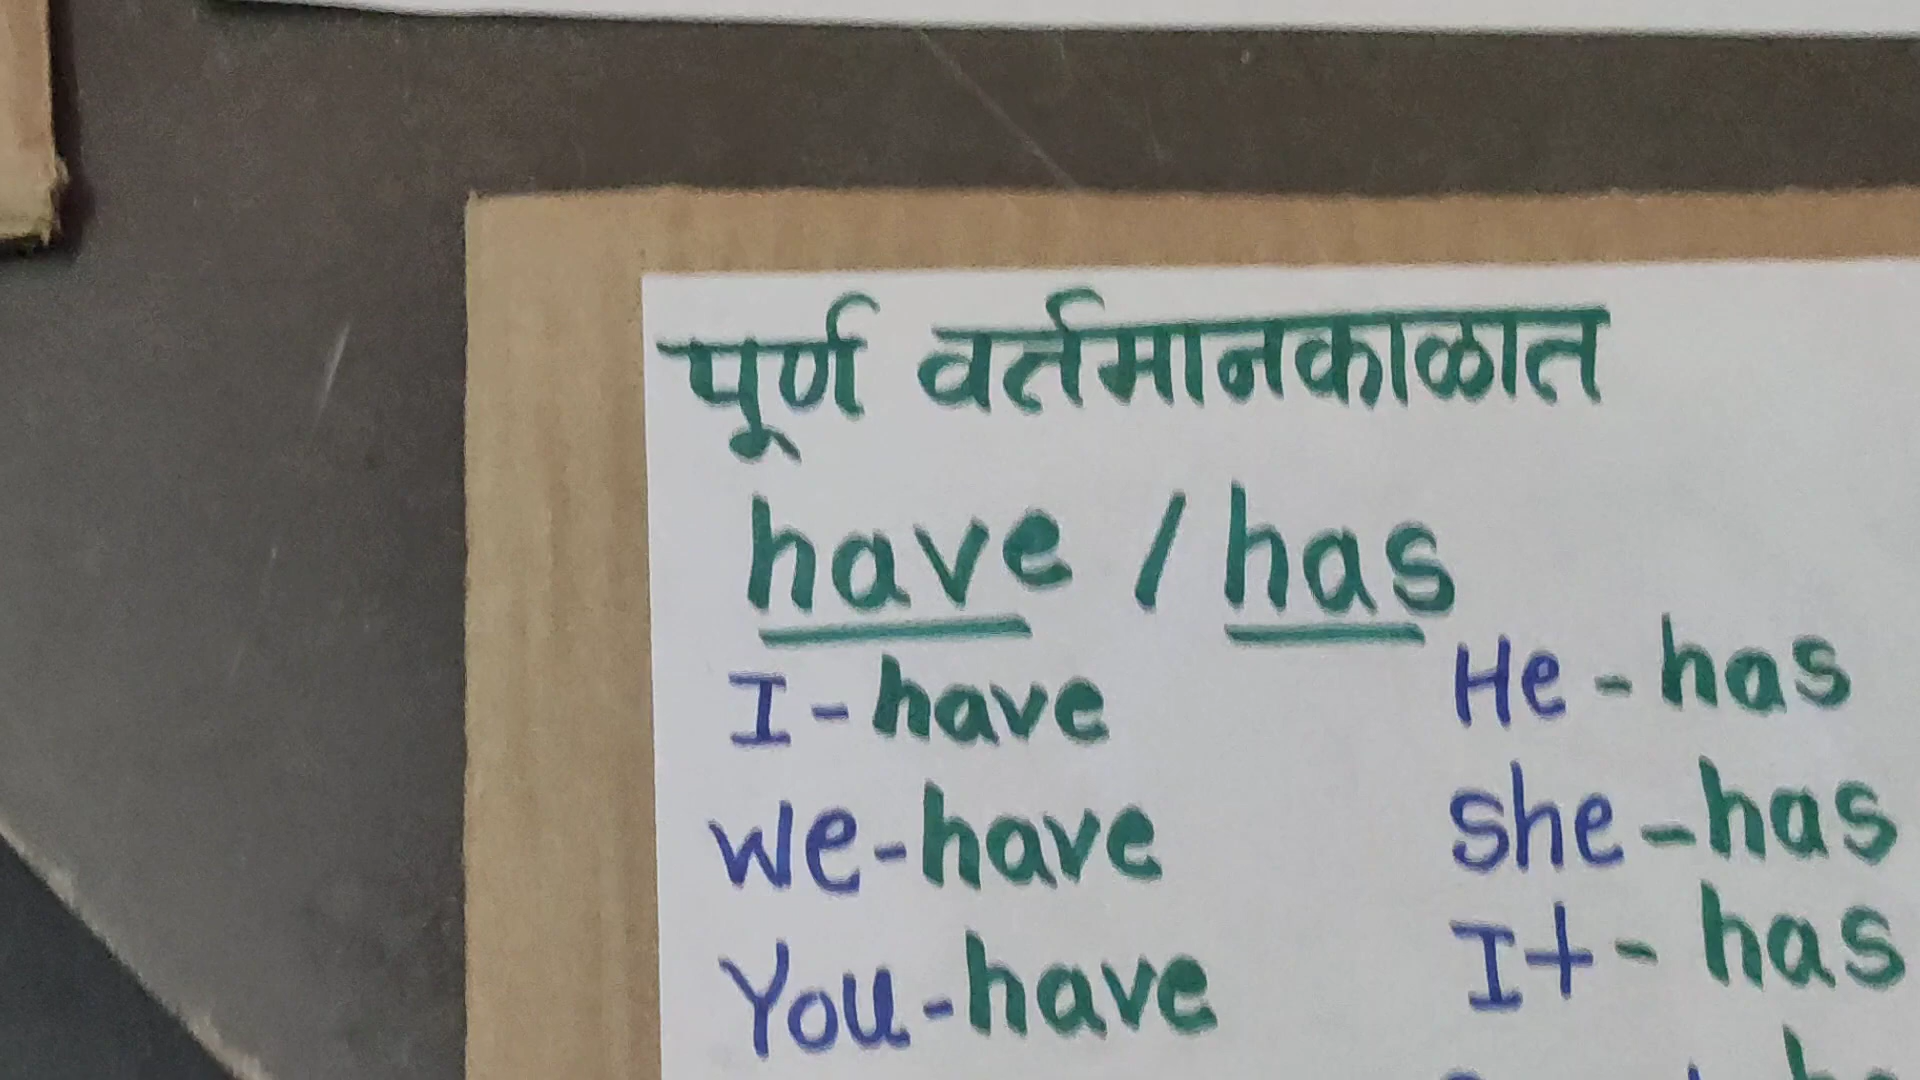 पूर्ण वर्तमानकाळात
have / has
I - have
We - have
You - have
He - has
She - has
It - has